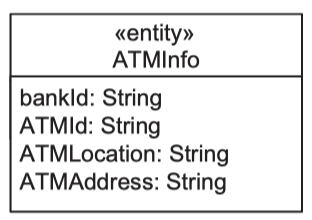 «entity»
ATMInfo
bankId: String
ATMId: String
ATMLocation: String
ATMAddress: String